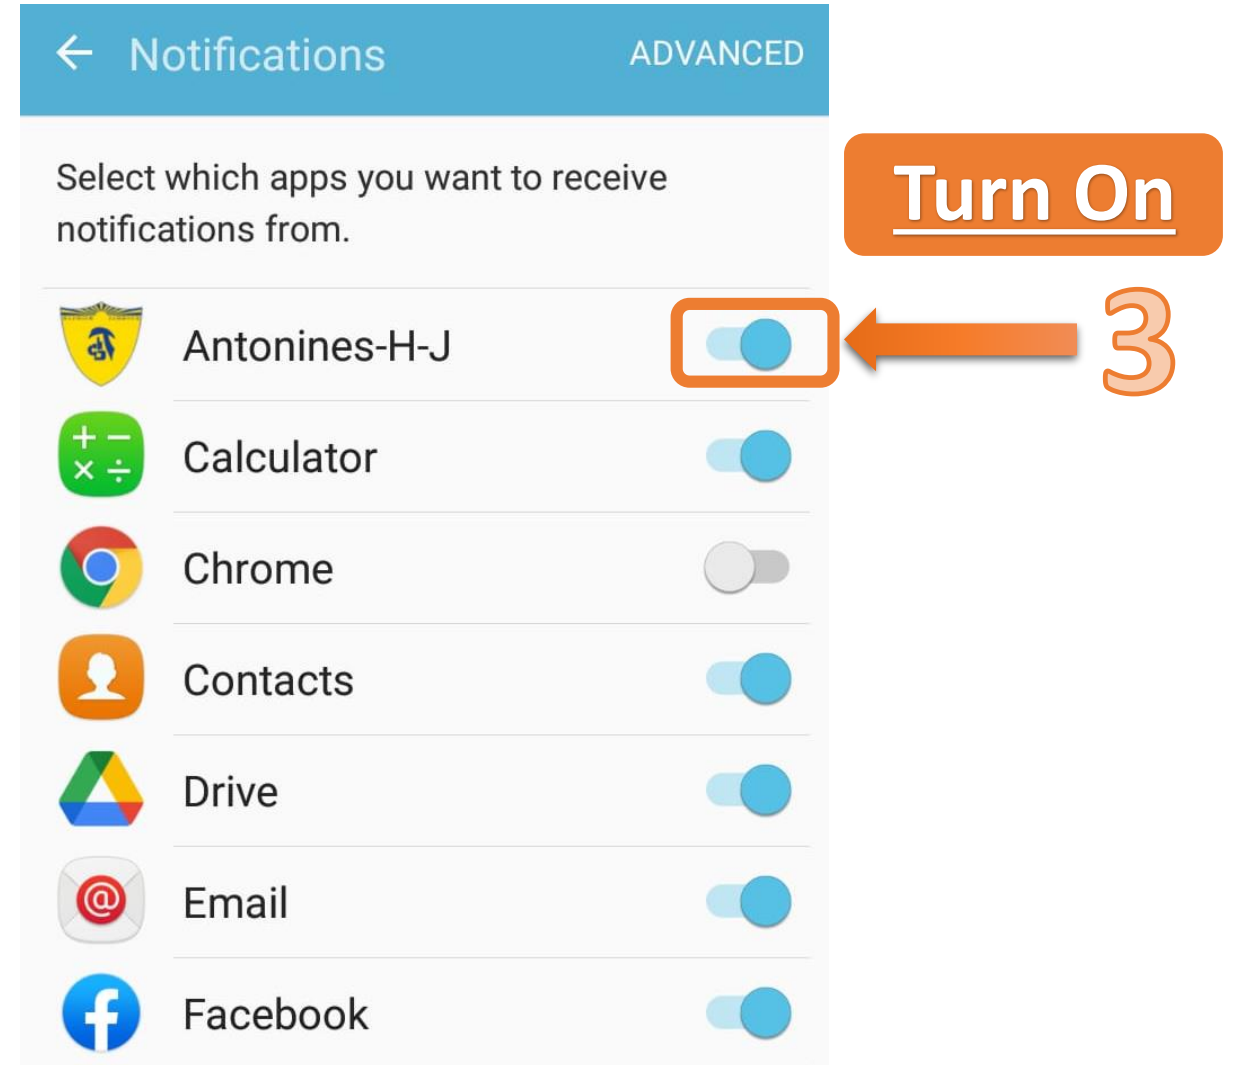 Notifications ADVANCED
Select which apps you want to receive
notifications from.
Turn On
3
Antonines-H-J
Calculator
Chrome
Contacts
Drive
@
Email
f
Facebook